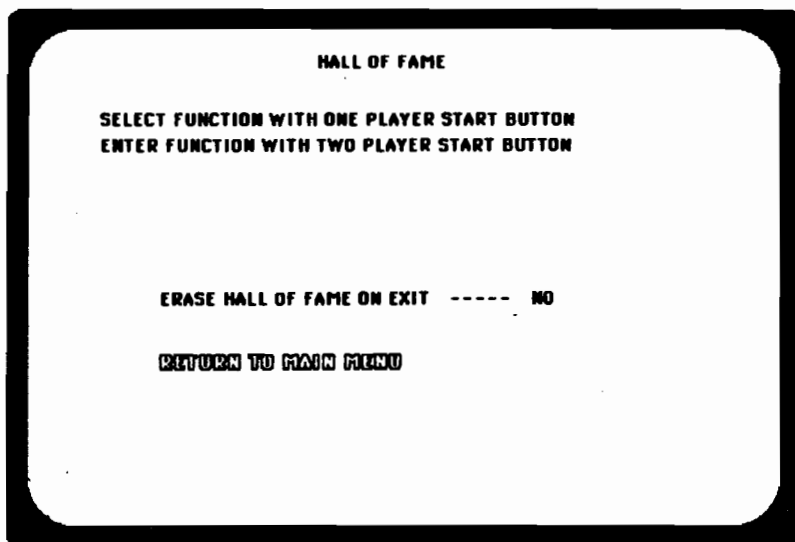 HALL OF FAME
SELECT FUNCTION WITH ONE PLAYER START BUTTON
ENTER FUNCTION WITH TWO PLAYER START BUTTON
ERASE HALL OF FAME ON EXIT ----- NO
RETURN TO MAIN MENU